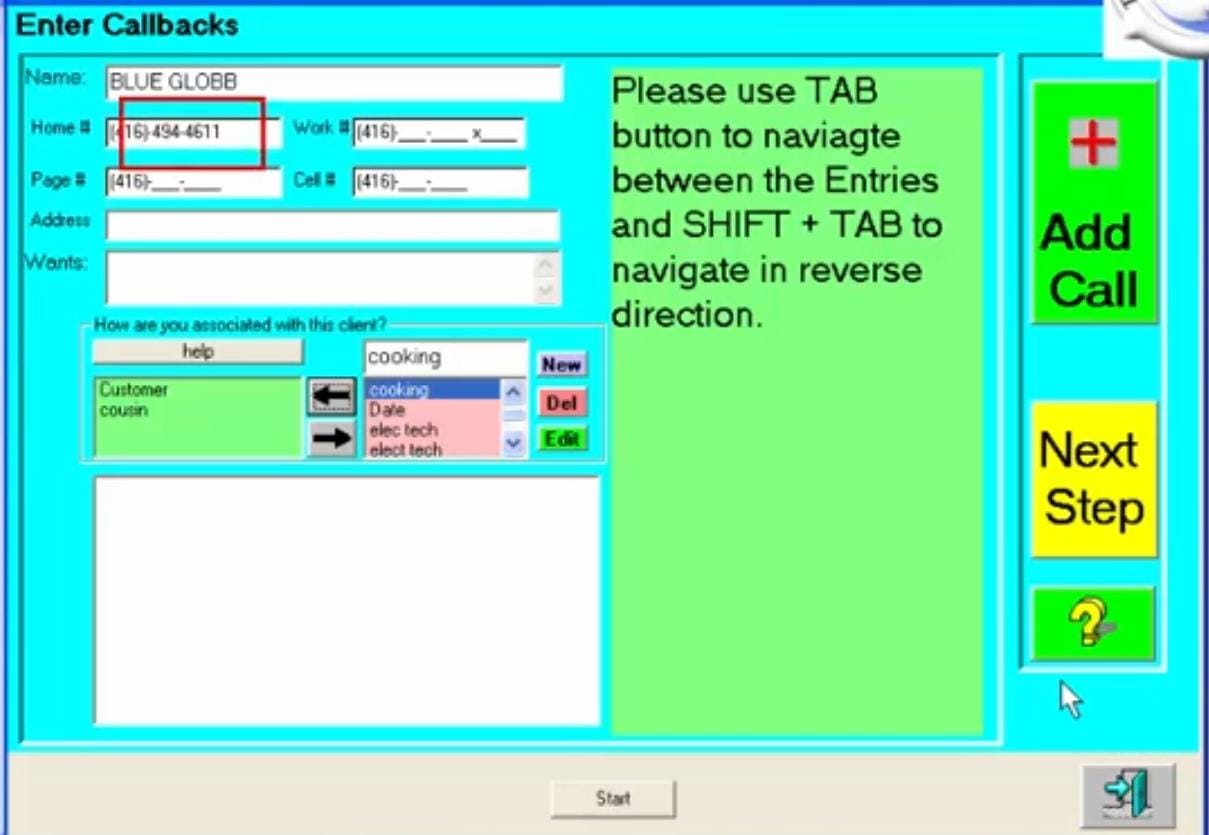 Enter Callbacks
Name: BLUE GLOBB
Home # (416)-494-4611 Work # (416)-___-____ x____
Page # (416)-___-____ Cell # (416)-___-____
Address
Wants:
How are you associated with this client?
help
cooking
New
Customer
cousin
cooking
Date
elec tech
elect tech
Del
Edit
Please use TAB
button to naviagte
between the Entries
and SHIFT + TAB to
navigate in reverse
direction.
Add
Call
Next
Step
Start